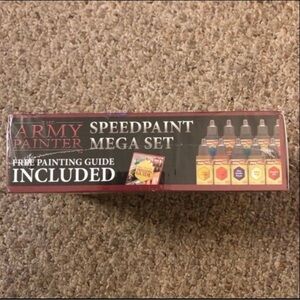 THE
ARMY
PAINTER
SPEEDPAINT
MEGA SET
FREE PAINTING GUIDE
INCLUDED